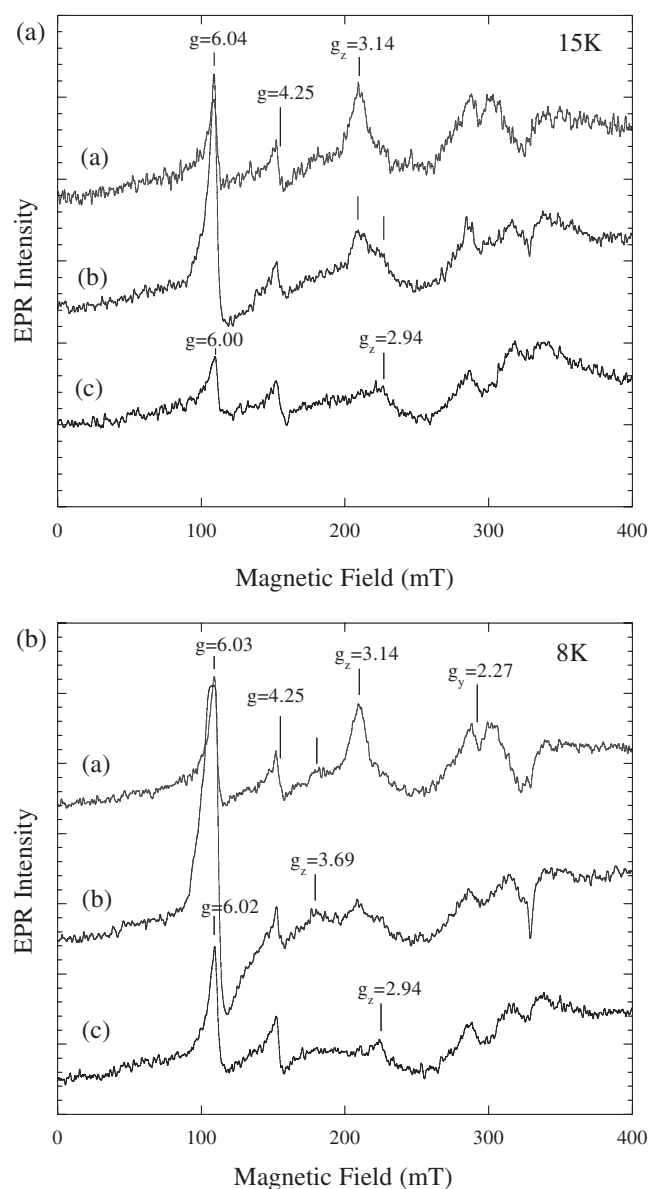 (a)
g=6.04
g_z=3.14
15K
g=4.25
(a)
(b)
g=6.00
g_z=2.94
(c)
EPR Intensity
0 100 200 300 400
Magnetic Field (mT)
(b)
g=6.03
g_z=3.14
8K
g=4.25
g_y=2.27
(a)
g_z=3.69
(b)
g=6.02
g_z=2.94
(c)
EPR Intensity
0 100 200 300 400
Magnetic Field (mT)